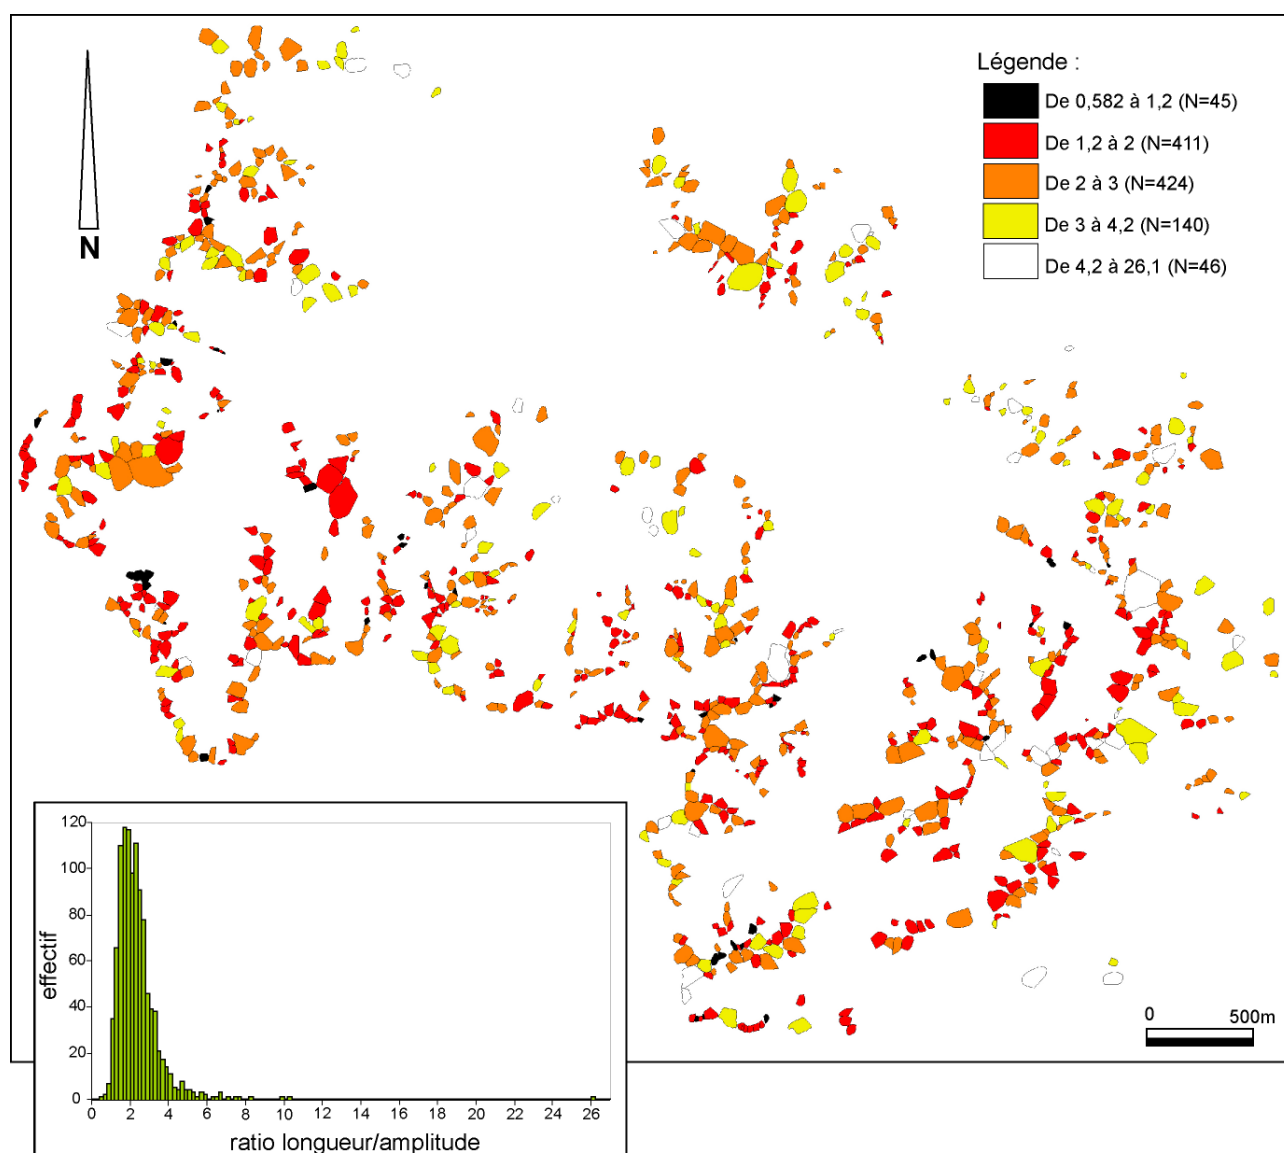 Légende :
De 0,582 à 1,2 (N=45)
De 1,2 à 2 (N=411)
De 2 à 3 (N=424)
De 3 à 4,2 (N=140)
De 4,2 à 26,1 (N=46)
N
0 500m
120
100
80
60
40
20
0
effectif
0 2 4 6 8 10 12 14 16 18 20 22 24 26
ratio longueur/amplitude